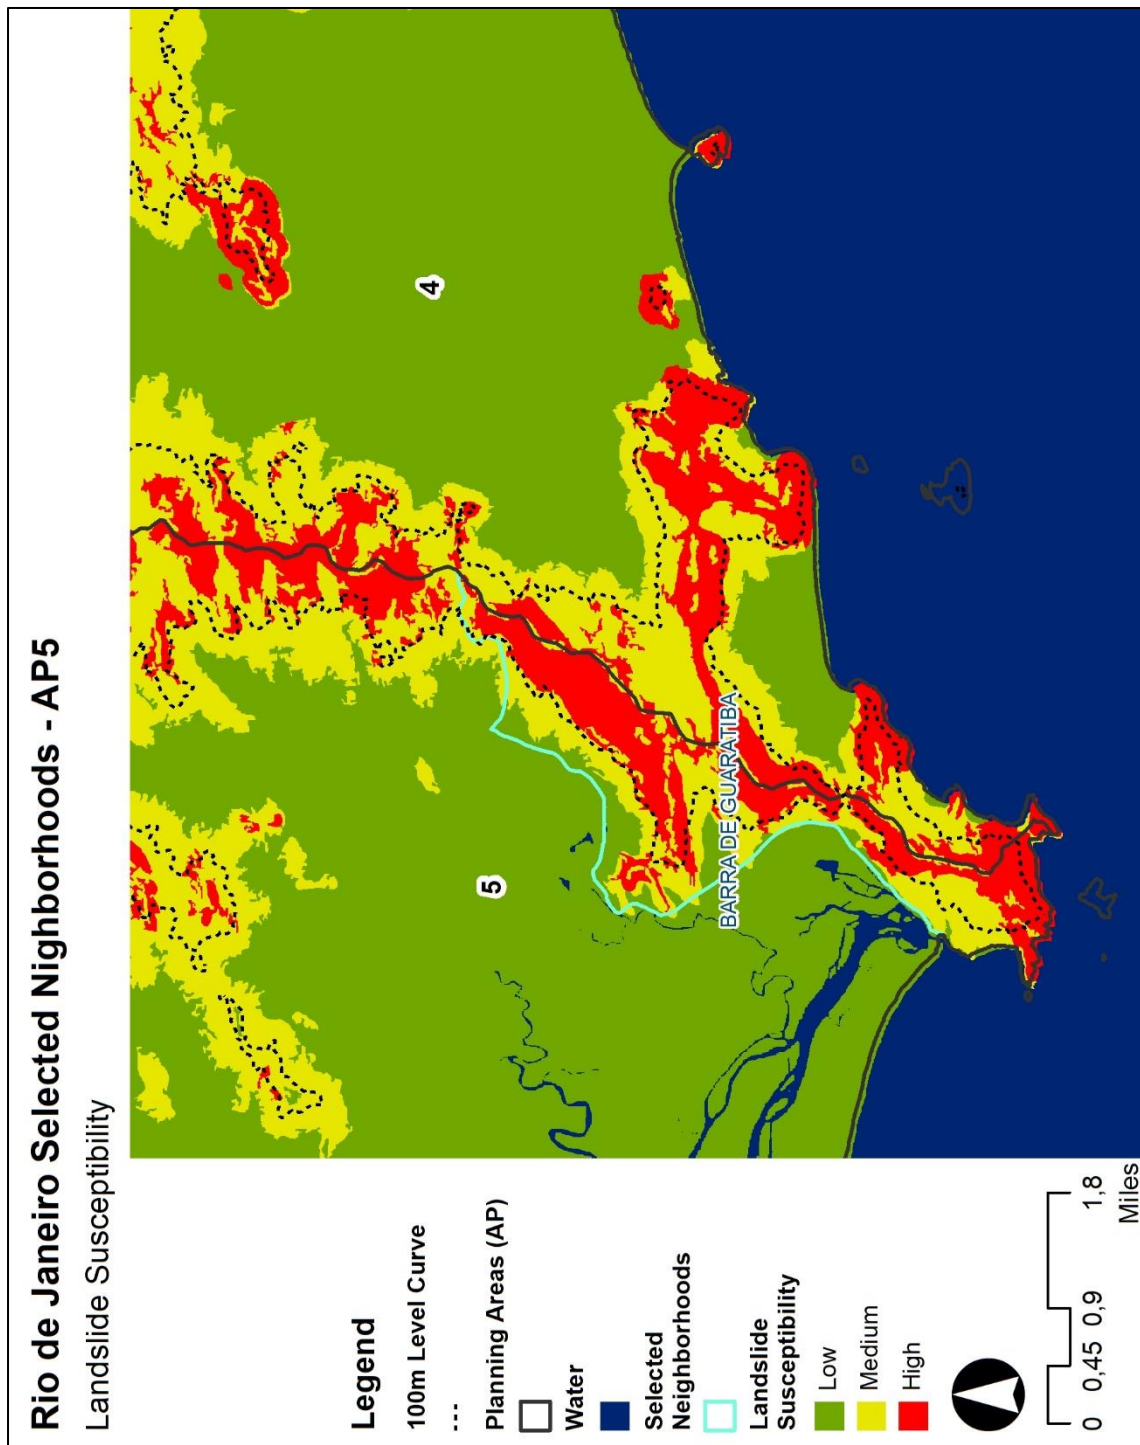 Rio de Janeiro Selected Nighborhoods - AP5
Landslide Susceptibility
Legend
100m Level Curve
Planning Areas (AP)
Water
Selected
Neighborhoods
Landslide
Susceptibility
Low
Medium
High
0 0,45 0,9 1,8
Miles
5
4
BARRA DE GUARATIBA